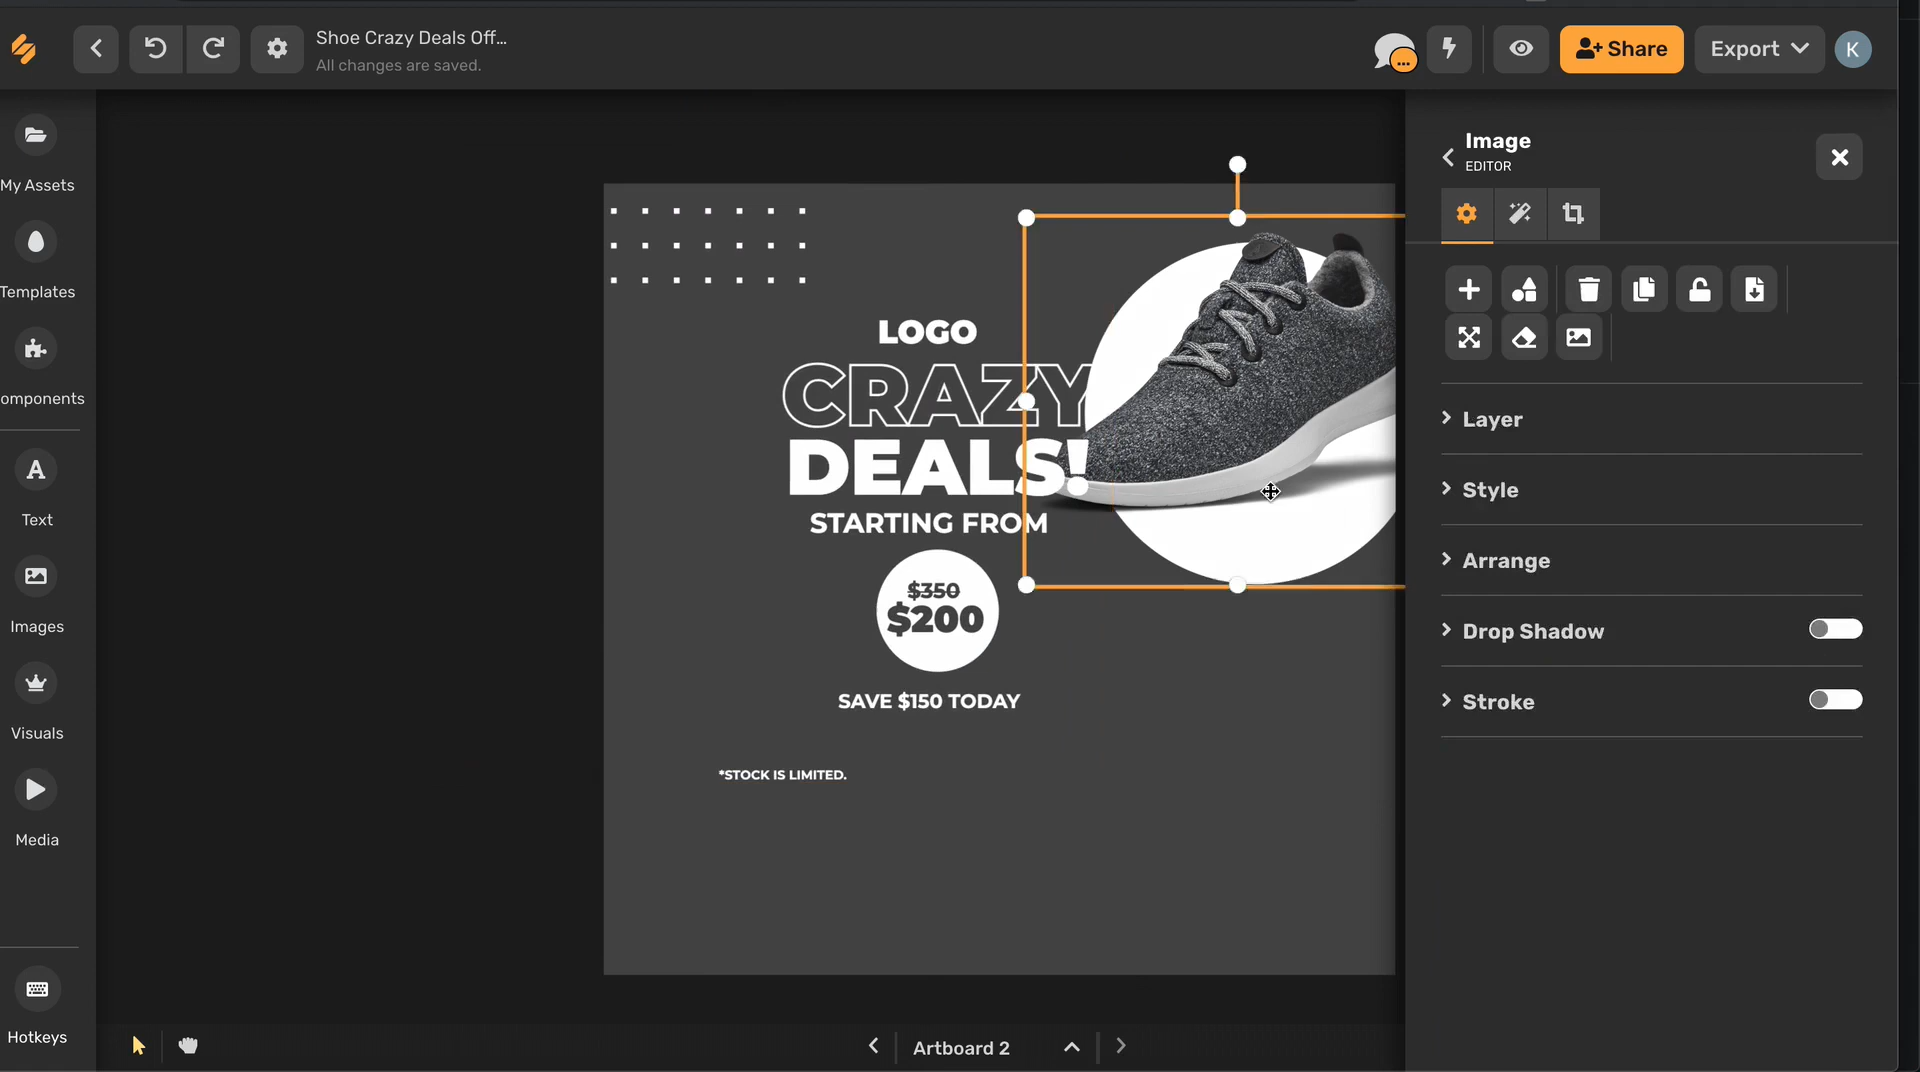 Shoe Crazy Deals Off...
All changes are saved.
...
Share
Export
K
My Assets
Templates
omponents
Text
Images
Visuals
Media
Hotkeys
LOGO
CRAZY
DEALS!
STARTING FROM
$350
$200
SAVE $150 TODAY
*STOCK IS LIMITED.
Artboard 2
Image
EDITOR
Layer
Style
Arrange
Drop Shadow
Stroke